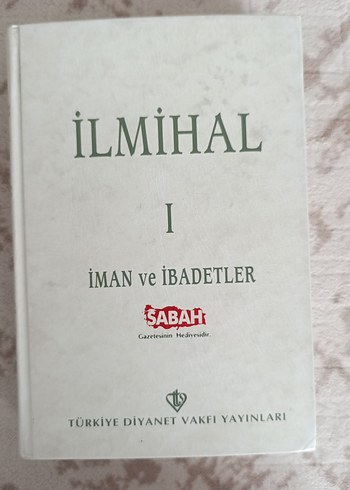 İLMİHAL
I
İMAN ve İBADETLER
SABAH
Gazetesinin Hediyesidir.
TÜRKİYE DİYANET VAKFI YAYINLARI